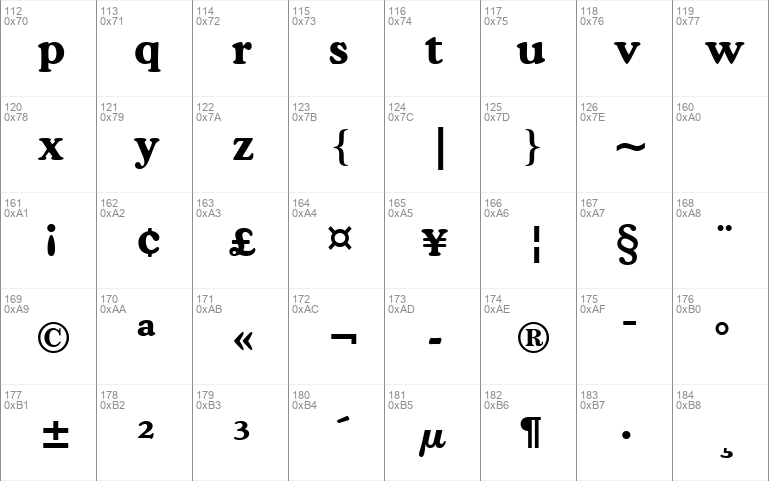 112 113 114 115 116 117 118 119
0x70 0x71 0x72 0x73 0x74 0x75 0x76 0x77
p q r s t u v w
120 121 122 123 124 125 126 160
0x78 0x79 0x7A 0x7B 0x7C 0x7D 0x7E 0xA0
x y z { | } ~
161 162 163 164 165 166 167 168
0xA1 0xA2 0xA3 0xA4 0xA5 0xA6 0xA7 0xA8
¡ ¢ £ ¤ ¥ ¦ § ¨
169 170 171 172 173 174 175 176
0xA9 0xAA 0xAB 0xAC 0xAD 0xAE 0xAF 0xB0
© ª « ¬ - ® ¯ °
177 178 179 180 181 182 183 184
0xB1 0xB2 0xB3 0xB4 0xB5 0xB6 0xB7 0xB8
± ² ³ ´ µ ¶ · ¸